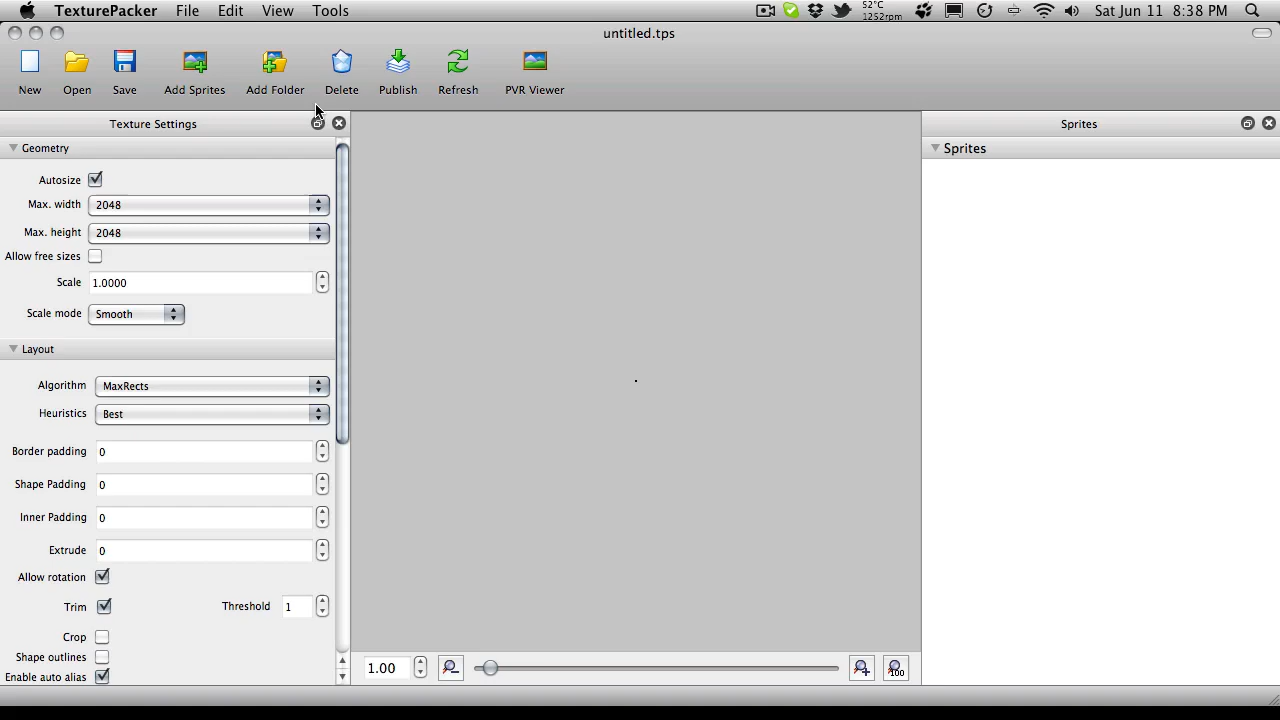 TexturePacker File Edit View Tools 52°C 1252rpm Sat Jun 11 8:38 PM
untitled.tps
New Open Save Add Sprites Add Folder Delete Publish Refresh PVR Viewer
Texture Settings
Geometry
Autosize
Max. width 2048
Max. height 2048
Allow free sizes
Scale 1.0000
Scale mode Smooth
Layout
Algorithm MaxRects
Heuristics Best
Border padding 0
Shape Padding 0
Inner Padding 0
Extrude 0
Allow rotation
Trim Threshold 1
Crop
Shape outlines
Enable auto alias
1.00
100
Sprites
Sprites